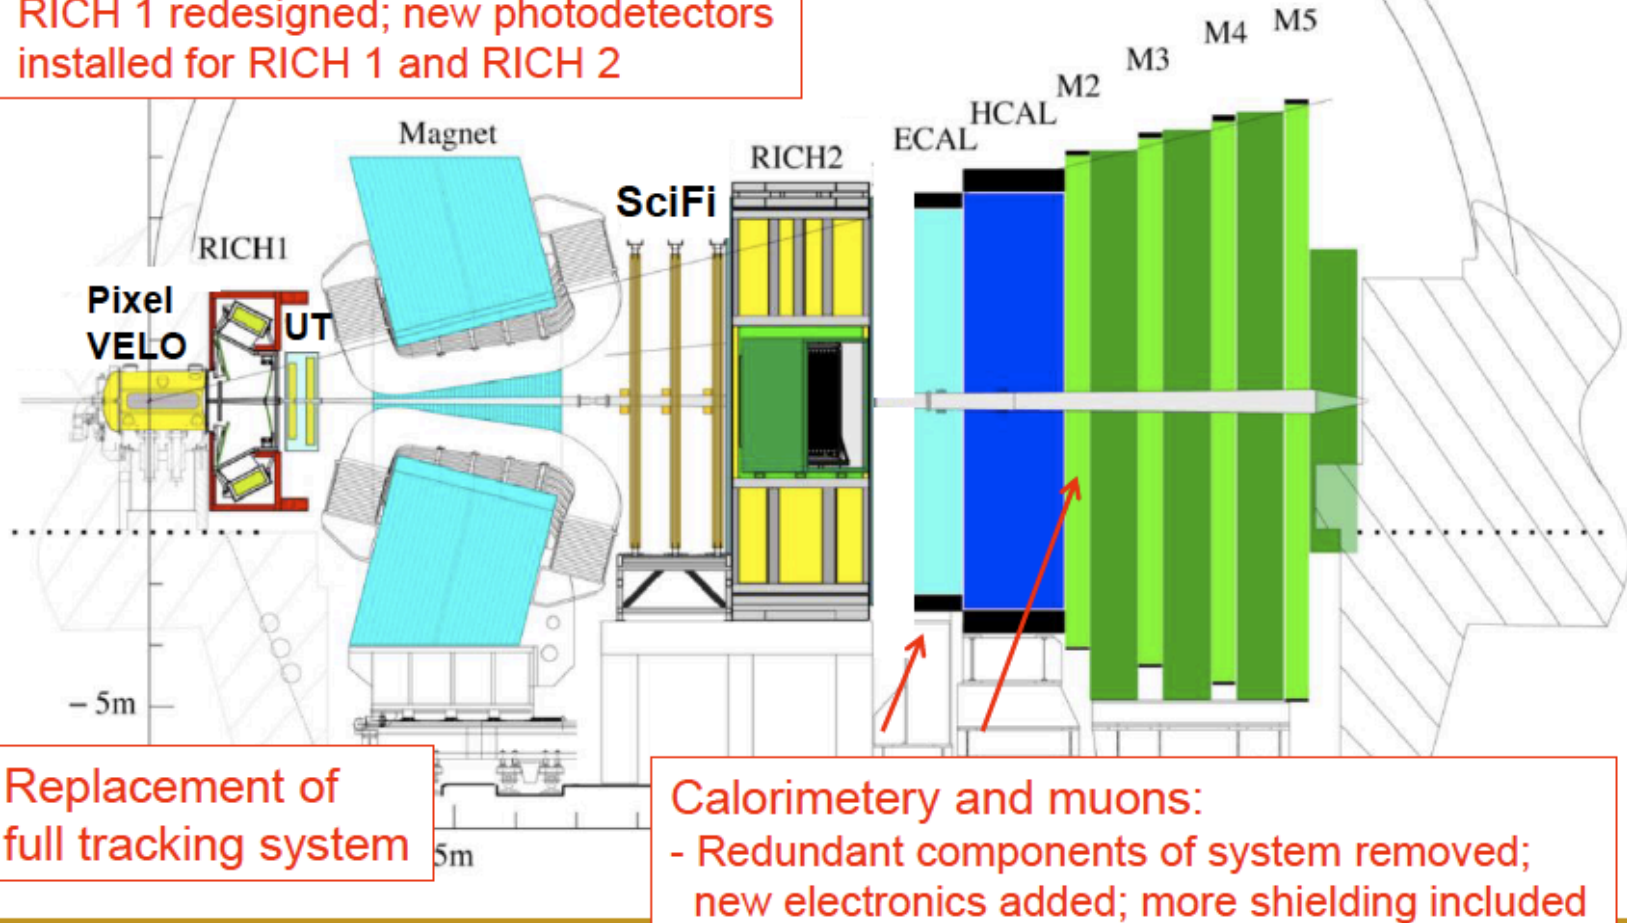 RICH 1 redesigned; new photodetectors
installed for RICH 1 and RICH 2
M5
M4
M3
M2
HCAL
ECAL
Magnet
RICH2
SciFi
RICH1
Pixel
VELO
UT
– 5m
Replacement of
full tracking system
5m
Calorimetery and muons:
- Redundant components of system removed;
new electronics added; more shielding included